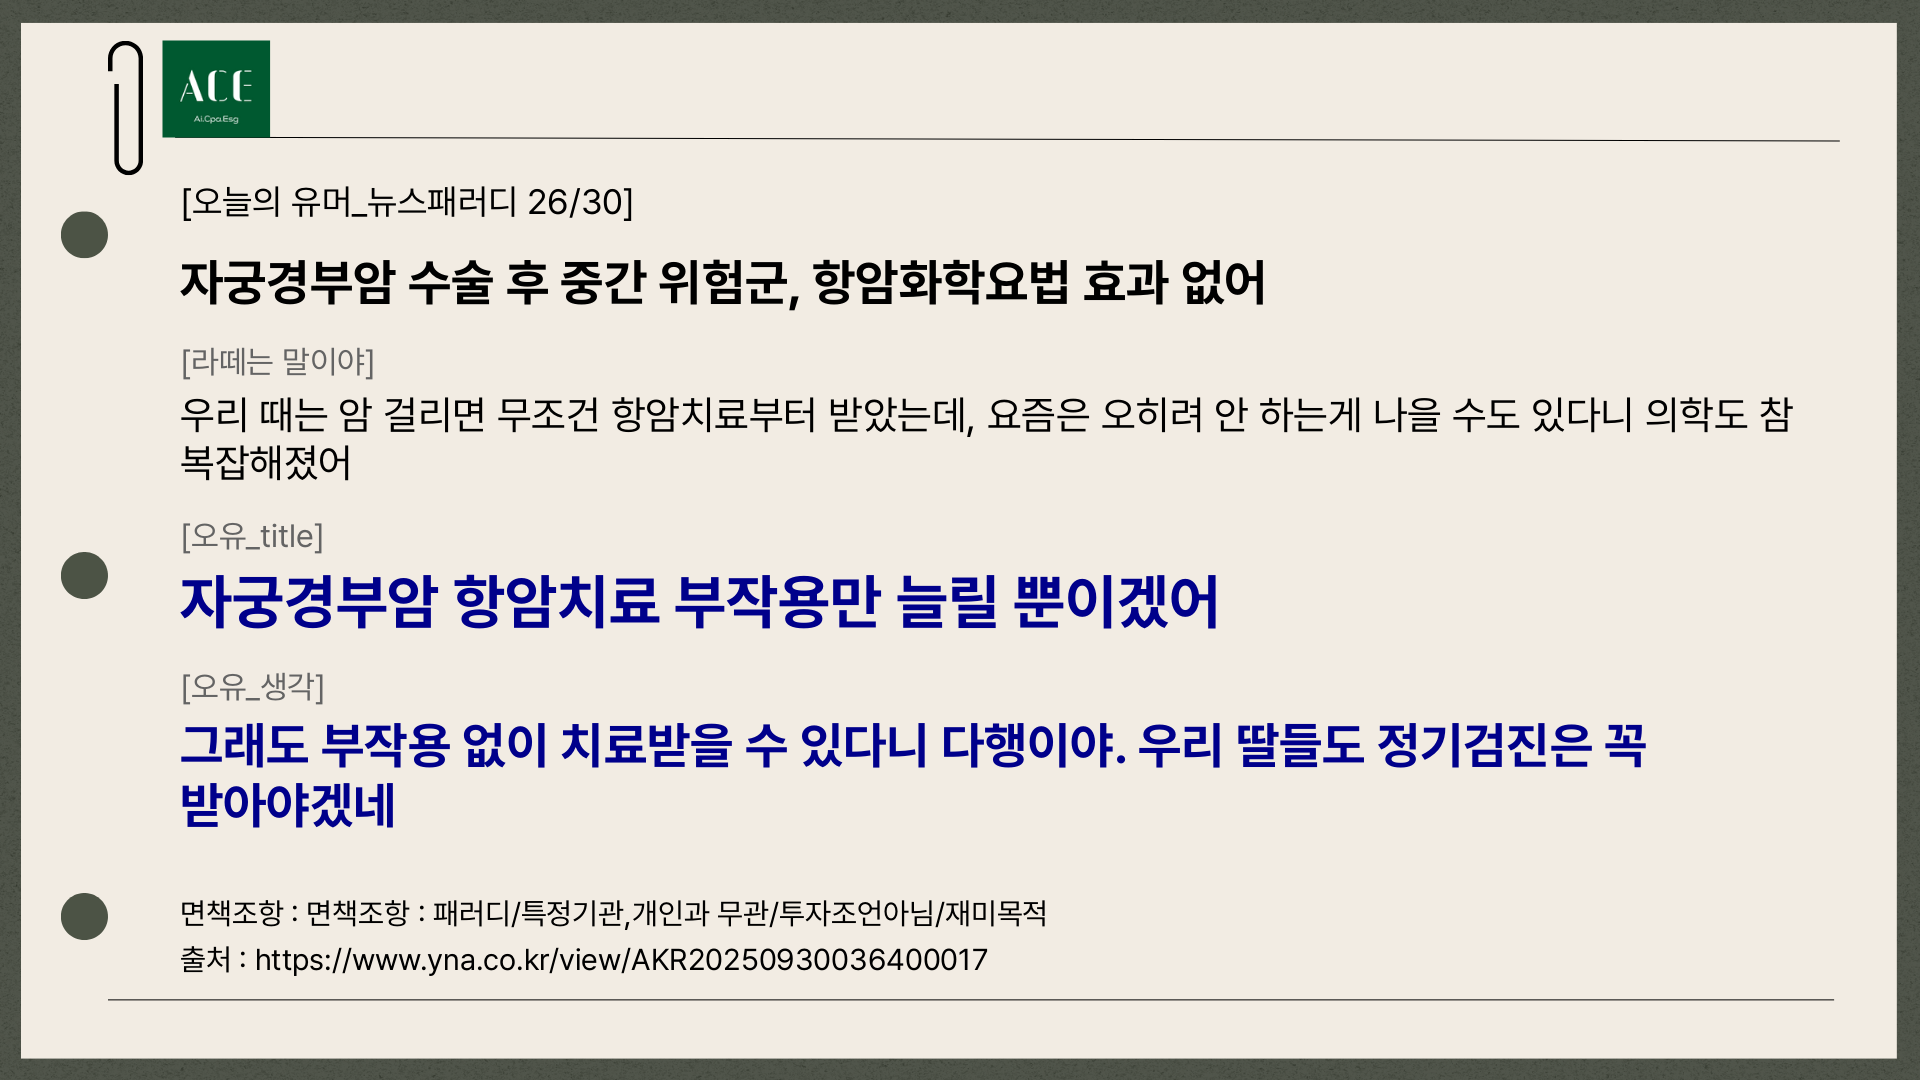 ACE
Ai.Cpa.Esg
[오늘의 유머_뉴스패러디 26/30]
자궁경부암 수술 후 중간 위험군, 항암화학요법 효과 없어
[라떼는 말이야]
우리 때는 암 걸리면 무조건 항암치료부터 받았는데, 요즘은 오히려 안 하는게 나을 수도 있다니 의학도 참
복잡해졌어
[오유_title]
자궁경부암 항암치료 부작용만 늘릴 뿐이겠어
[오유_생각]
그래도 부작용 없이 치료받을 수 있다니 다행이야. 우리 딸들도 정기검진은 꼭
받아야겠네
면책조항 : 면책조항 : 패러디/특정기관,개인과 무관/투자조언아님/재미목적
출처 : https://www.yna.co.kr/view/AKR20250930036400017